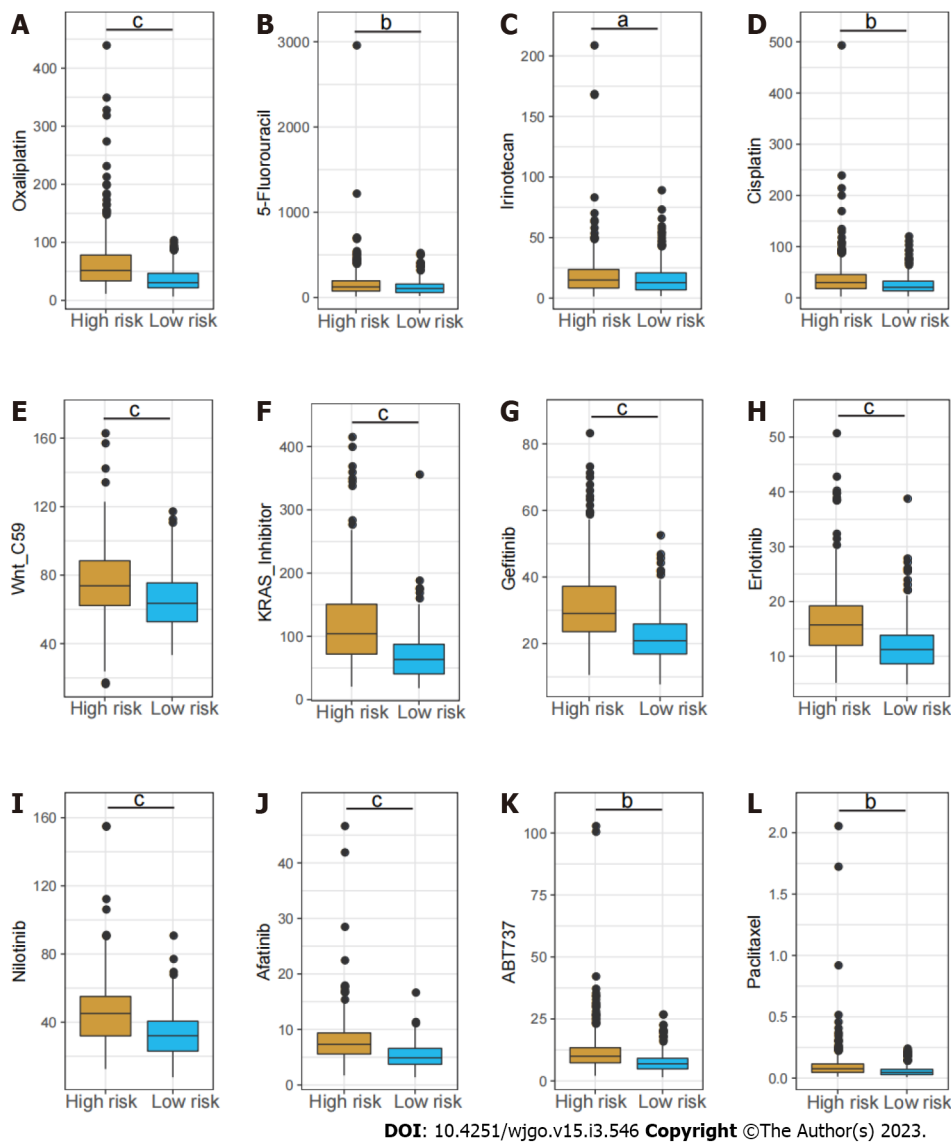 A
c
Oxaliplatin
400
300
200
100
0
High risk Low risk
B
b
5-Fluorouracil
3000
2000
1000
0
High risk Low risk
C
a
Irinotecan
200
150
100
50
0
High risk Low risk
D
b
Cisplatin
500
400
300
200
100
0
High risk Low risk
E
c
Wnt_C59
160
120
80
40
High risk Low risk
F
c
KRAS_Inhibitor
400
300
200
100
0
High risk Low risk
G
c
Gefitinib
80
60
40
20
High risk Low risk
H
c
Erlotinib
50
40
30
20
10
High risk Low risk
I
c
Nilotinib
160
120
80
40
High risk Low risk
J
c
Afatinib
40
30
20
10
0
High risk Low risk
K
b
ABT737
100
75
50
25
0
High risk Low risk
L
b
Paclitaxel
2.0
1.5
1.0
0.5
0.0
High risk Low risk
DOI: 10.4251/wjgo.v15.i3.546 Copyright ©The Author(s) 2023.